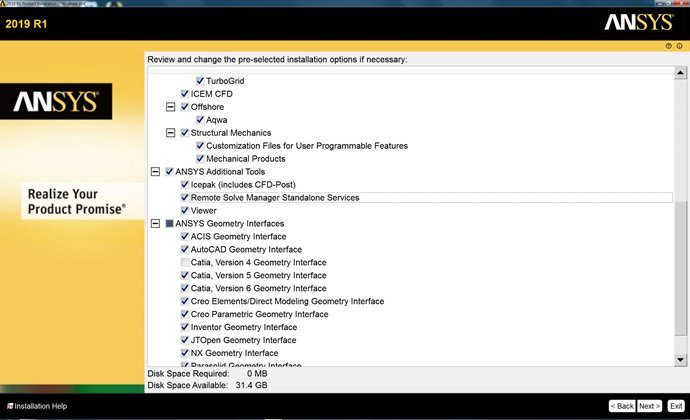 2019 R1 Product Installation - "Windows x64"
2019 R1
ANSYS
Review and change the pre-selected installation options if necessary:
TurboGrid
ICEM CFD
Offshore
Aqwa
Structural Mechanics
Customization Files for User Programmable Features
Mechanical Products
ANSYS Additional Tools
Icepak (includes CFD-Post)
Remote Solve Manager Standalone Services
Viewer
ANSYS Geometry Interfaces
ACIS Geometry Interface
AutoCAD Geometry Interface
Catia, Version 4 Geometry Interface
Catia, Version 5 Geometry Interface
Catia, Version 6 Geometry Interface
Creo Elements/Direct Modeling Geometry Interface
Creo Parametric Geometry Interface
Inventor Geometry Interface
JTOpen Geometry Interface
NX Geometry Interface
Parasolid Geometry Interface
ANSYS®
Realize Your
Product Promise®
Disk Space Required: 0 MB
Disk Space Available: 31.4 GB
Installation Help
< Back Next > Exit